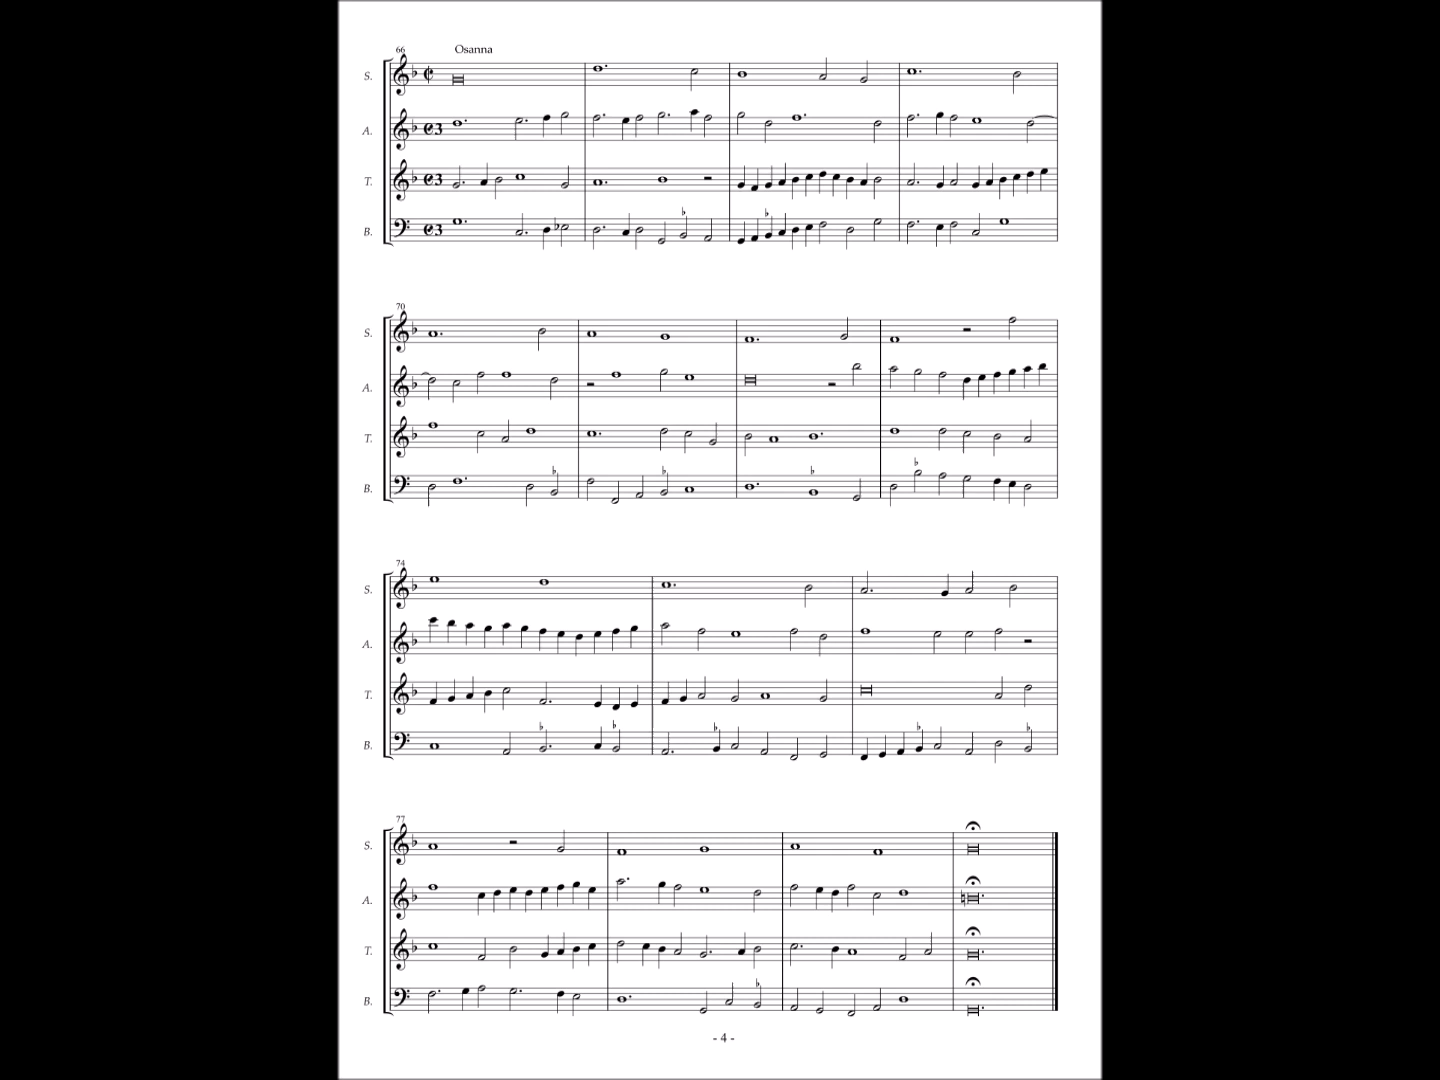 66 Osanna
S.
A.
T.
B.
70
S.
A.
T.
B.
74
S.
A.
T.
B.
77
S.
A.
T.
B.
- 4 -